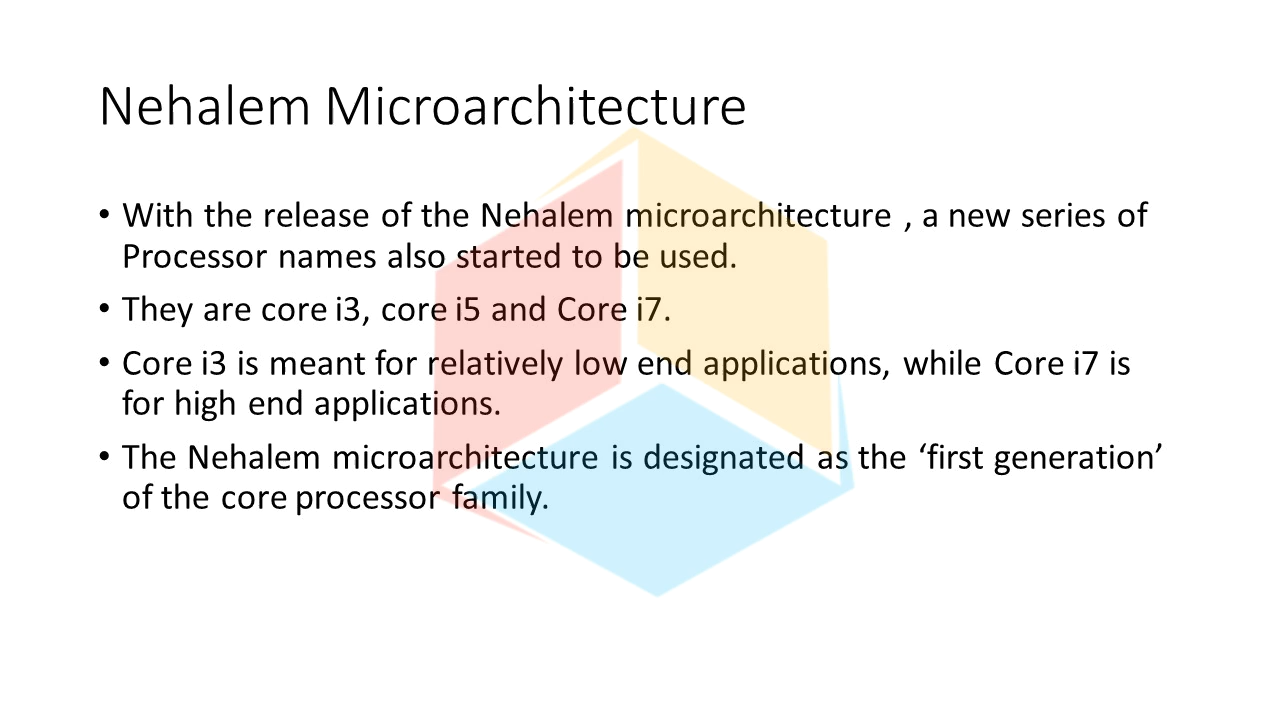 Nehalem Microarchitecture
• With the release of the Nehalem microarchitecture , a new series of
Processor names also started to be used.
• They are core i3, core i5 and Core i7.
• Core i3 is meant for relatively low end applications, while Core i7 is
for high end applications.
• The Nehalem microarchitecture is designated as the ‘first generation’
of the core processor family.